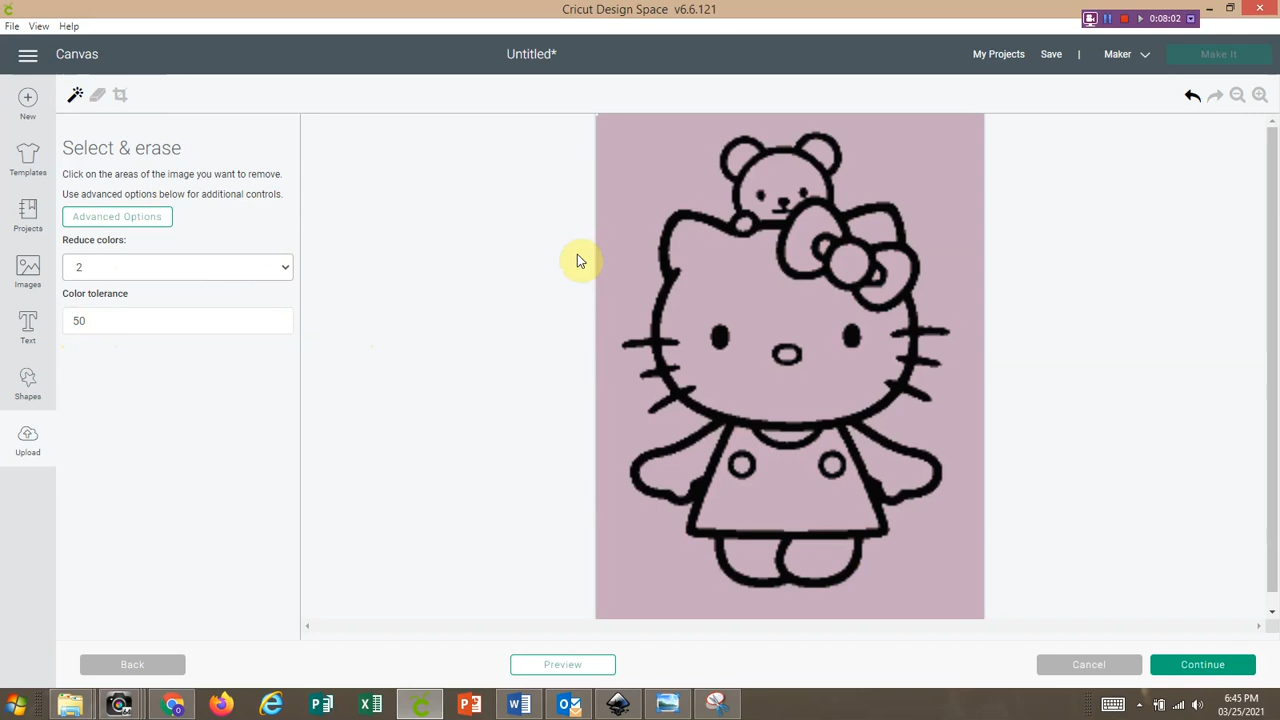 Cricut Design Space v6.6.121
File View Help
0:08:02
Canvas
Untitled*
My Projects
Save
|
Maker
Make It
New
Templates
Projects
Images
Text
Shapes
Upload
Select & erase
Click on the areas of the image you want to remove.
Use advanced options below for additional controls.
Advanced Options
Reduce colors:
2
Color tolerance
50
Back
Preview
Cancel
Continue
6:45 PM
03/25/2021